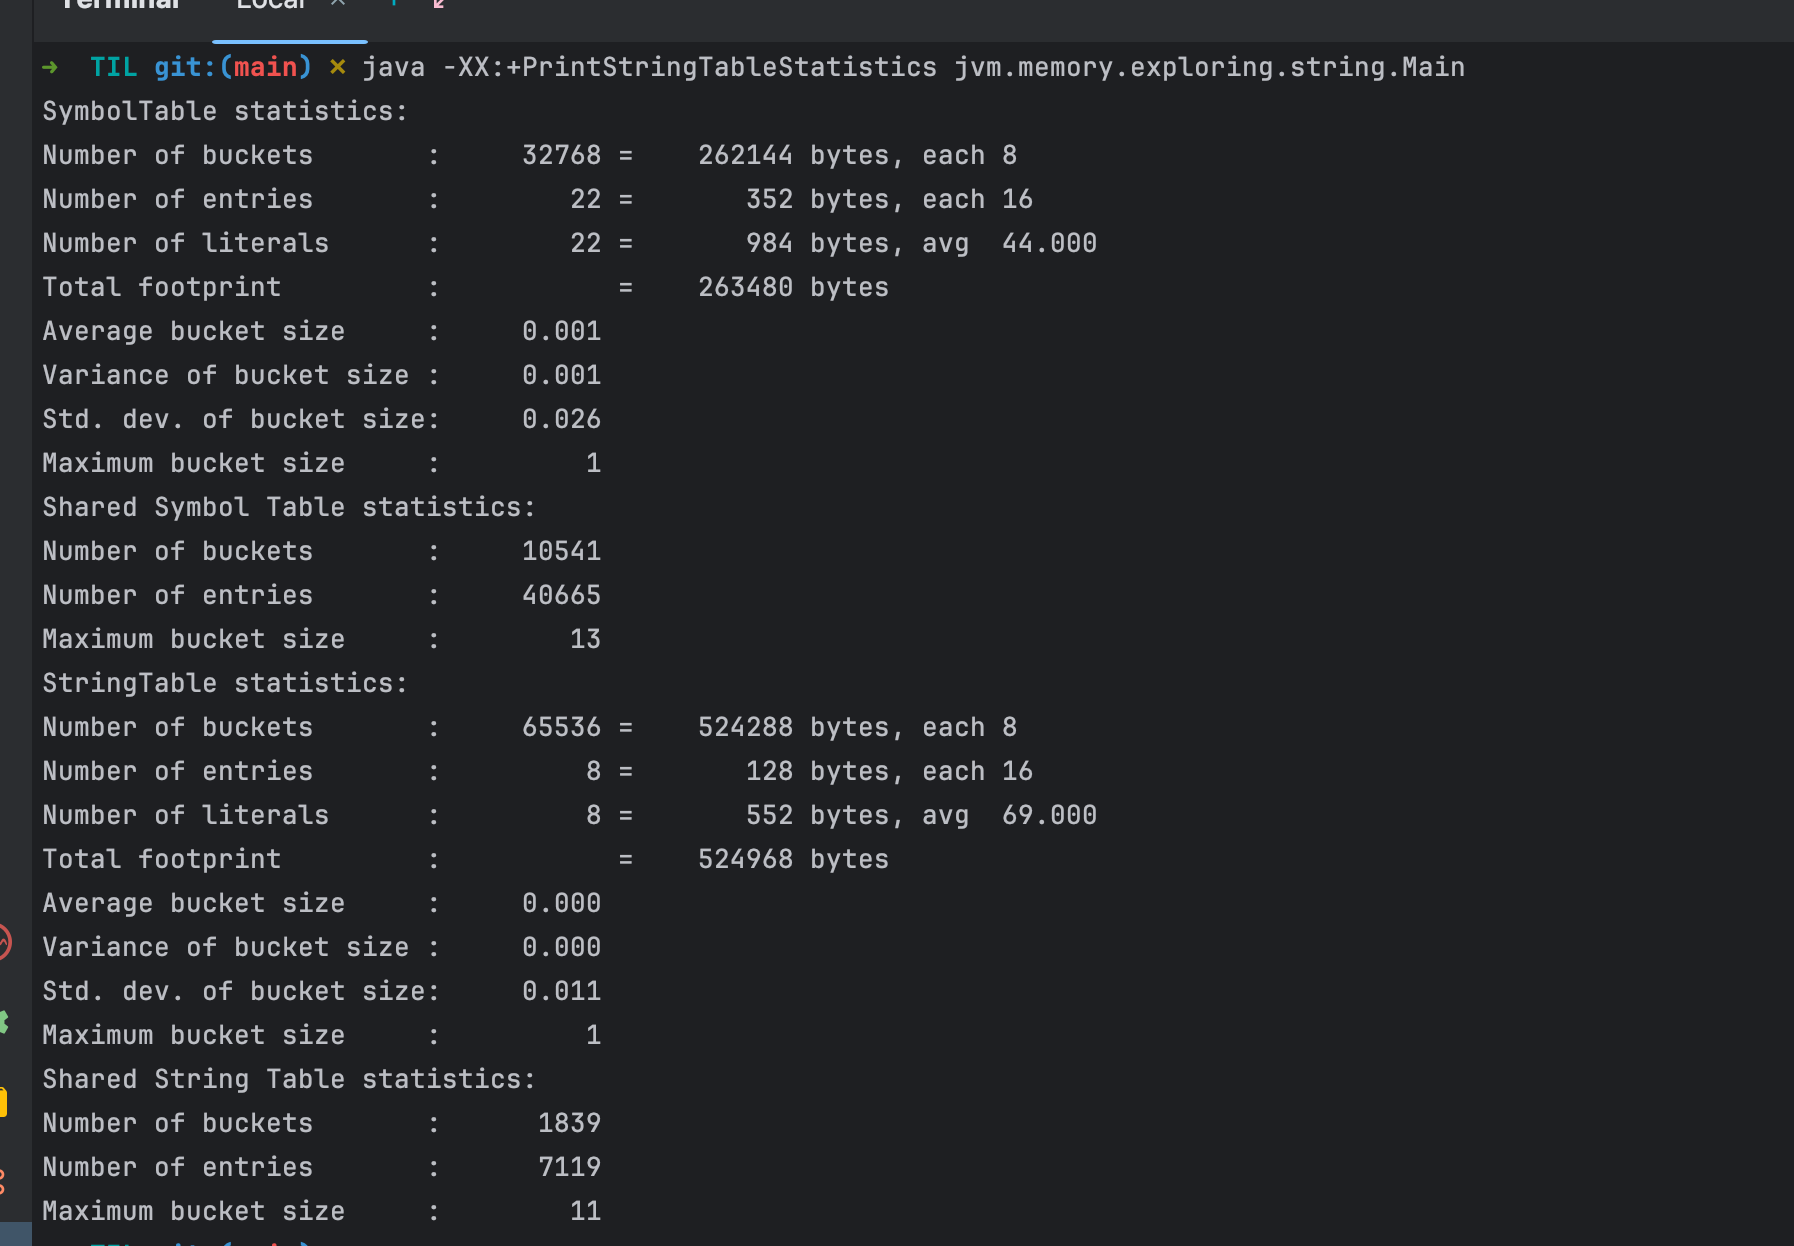 Terminal Local
→ TIL git:(main) × java -XX:+PrintStringTableStatistics jvm.memory.exploring.string.Main
SymbolTable statistics:
Number of buckets       :     32768 =    262144 bytes, each 8
Number of entries       :        22 =       352 bytes, each 16
Number of literals      :        22 =       984 bytes, avg  44.000
Total footprint         :           =    263480 bytes
Average bucket size     :     0.001
Variance of bucket size :     0.001
Std. dev. of bucket size:     0.026
Maximum bucket size     :         1
Shared Symbol Table statistics:
Number of buckets       :     10541
Number of entries       :     40665
Maximum bucket size     :        13
StringTable statistics:
Number of buckets       :     65536 =    524288 bytes, each 8
Number of entries       :         8 =       128 bytes, each 16
Number of literals      :         8 =       552 bytes, avg  69.000
Total footprint         :           =    524968 bytes
Average bucket size     :     0.000
Variance of bucket size :     0.000
Std. dev. of bucket size:     0.011
Maximum bucket size     :         1
Shared String Table statistics:
Number of buckets       :      1839
Number of entries       :      7119
Maximum bucket size     :        11